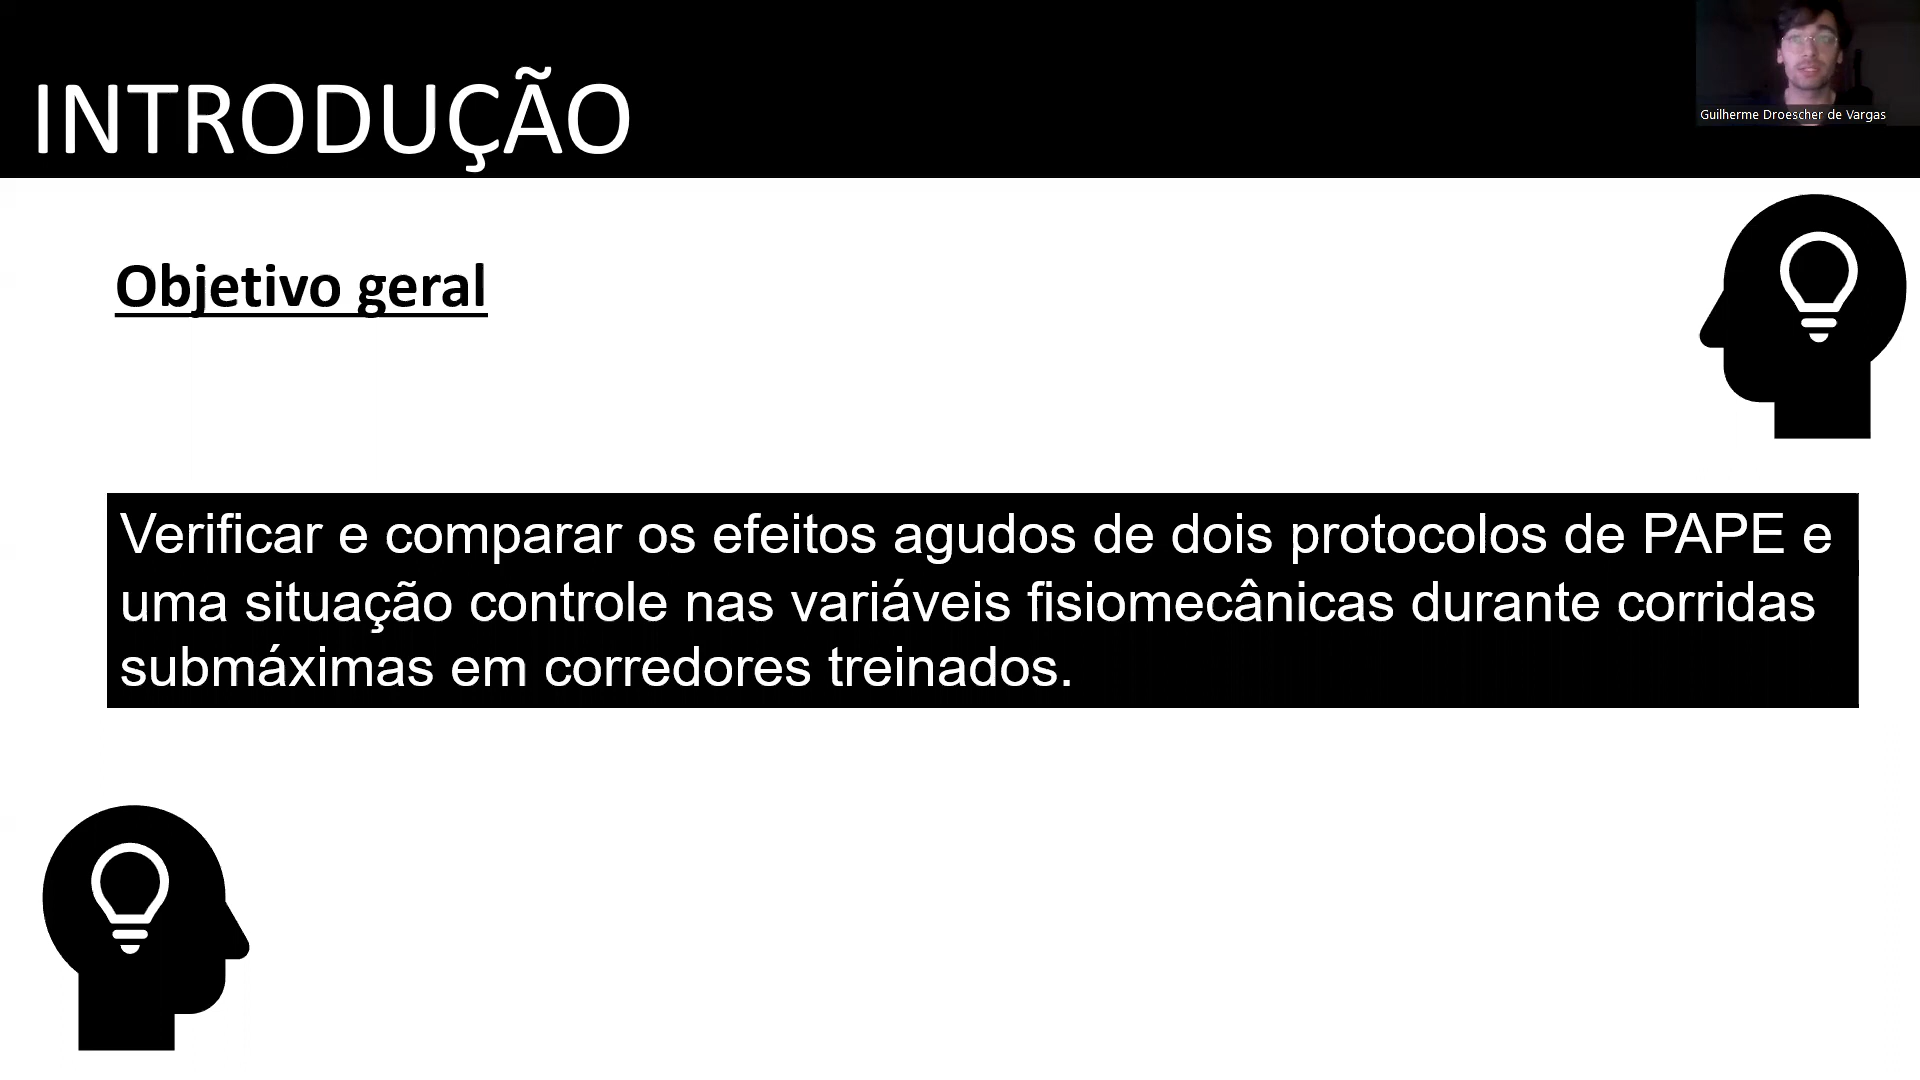 INTRODUÇÃO
Guilherme Droescher de Vargas
Objetivo geral
Verificar e comparar os efeitos agudos de dois protocolos de PAPE e
uma situação controle nas variáveis fisiomecânicas durante corridas
submáximas em corredores treinados.